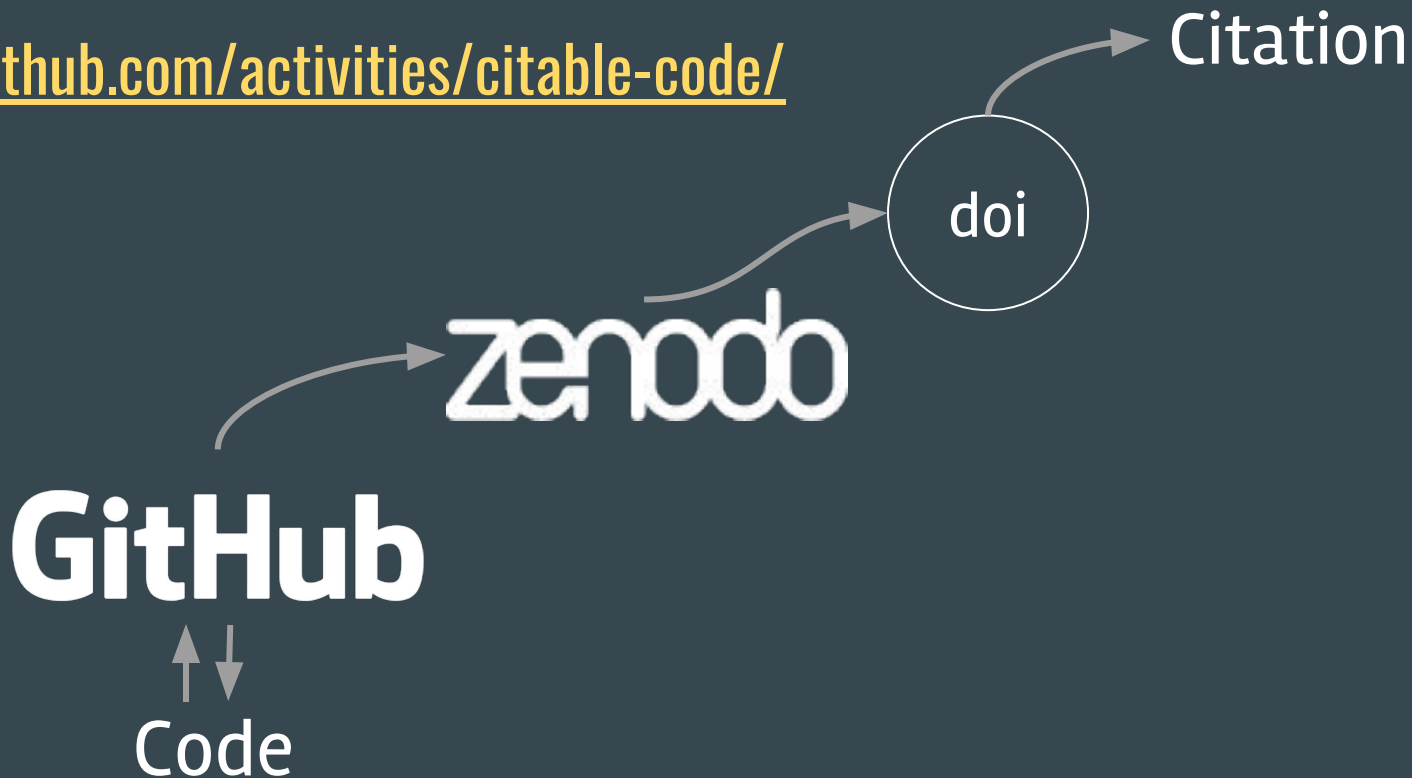 thub.com/activities/citable-code/
Citation
doi
zenodo
GitHub
Code